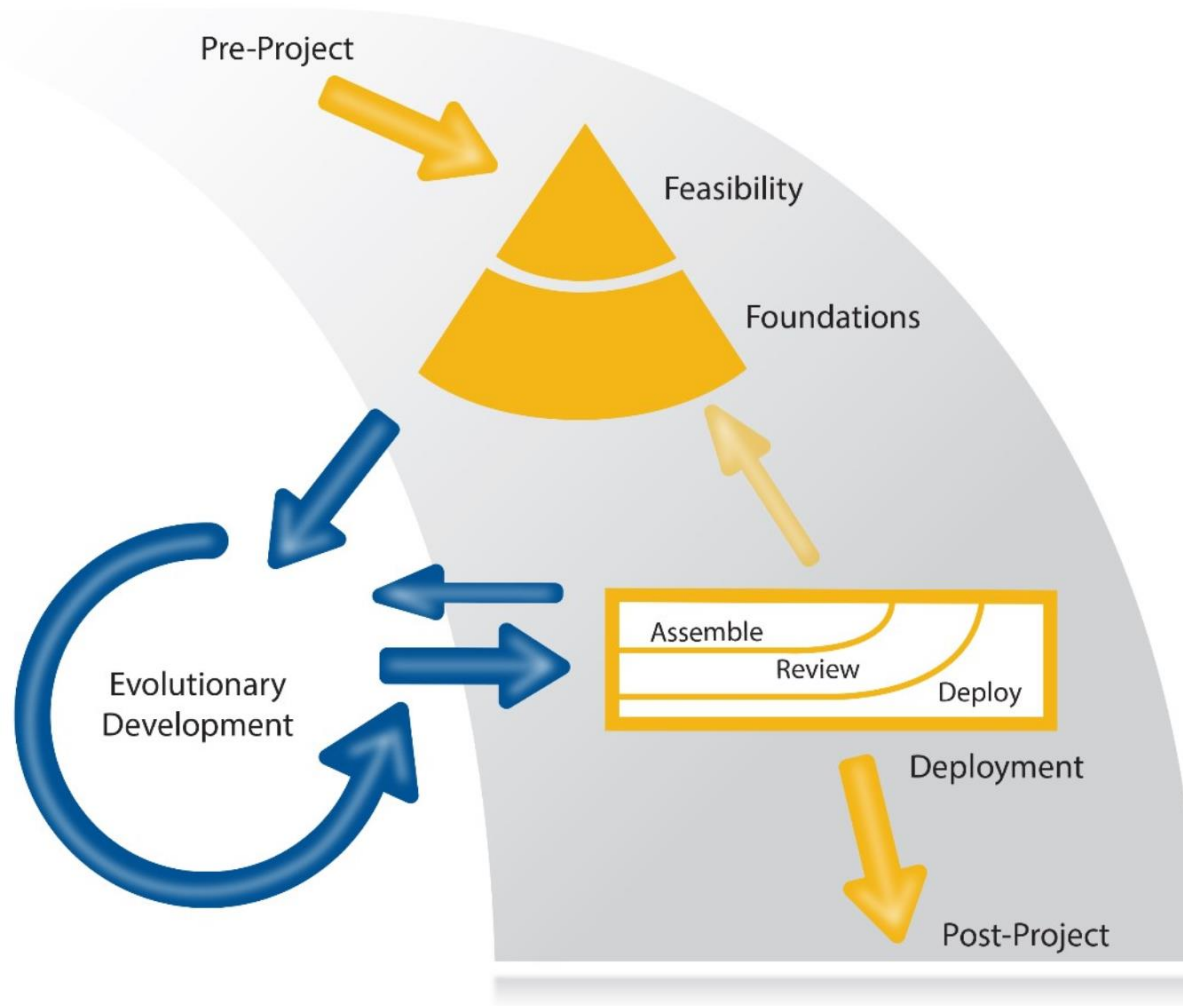 Pre-Project
Feasibility
Foundations
Evolutionary
Development
Assemble
Review
Deploy
Deployment
Post-Project